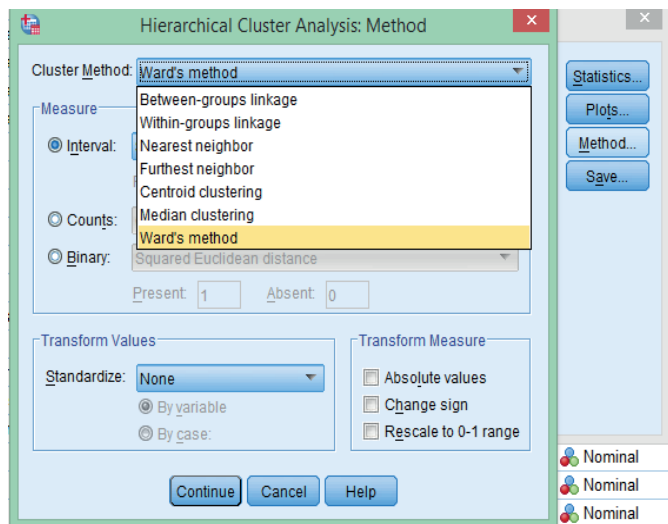 Hierarchical Cluster Analysis: Method
Cluster Method: Ward's method
Between-groups linkage
Within-groups linkage
Nearest neighbor
Furthest neighbor
Centroid clustering
Median clustering
Ward's method
Measure
Interval:
Counts:
Binary: Squared Euclidean distance
Present: 1 Absent: 0
Transform Values
Standardize: None
By variable
By case:
Transform Measure
Absolute values
Change sign
Rescale to 0-1 range
Continue Cancel Help
Statistics...
Plots...
Method...
Save...
Nominal
Nominal
Nominal